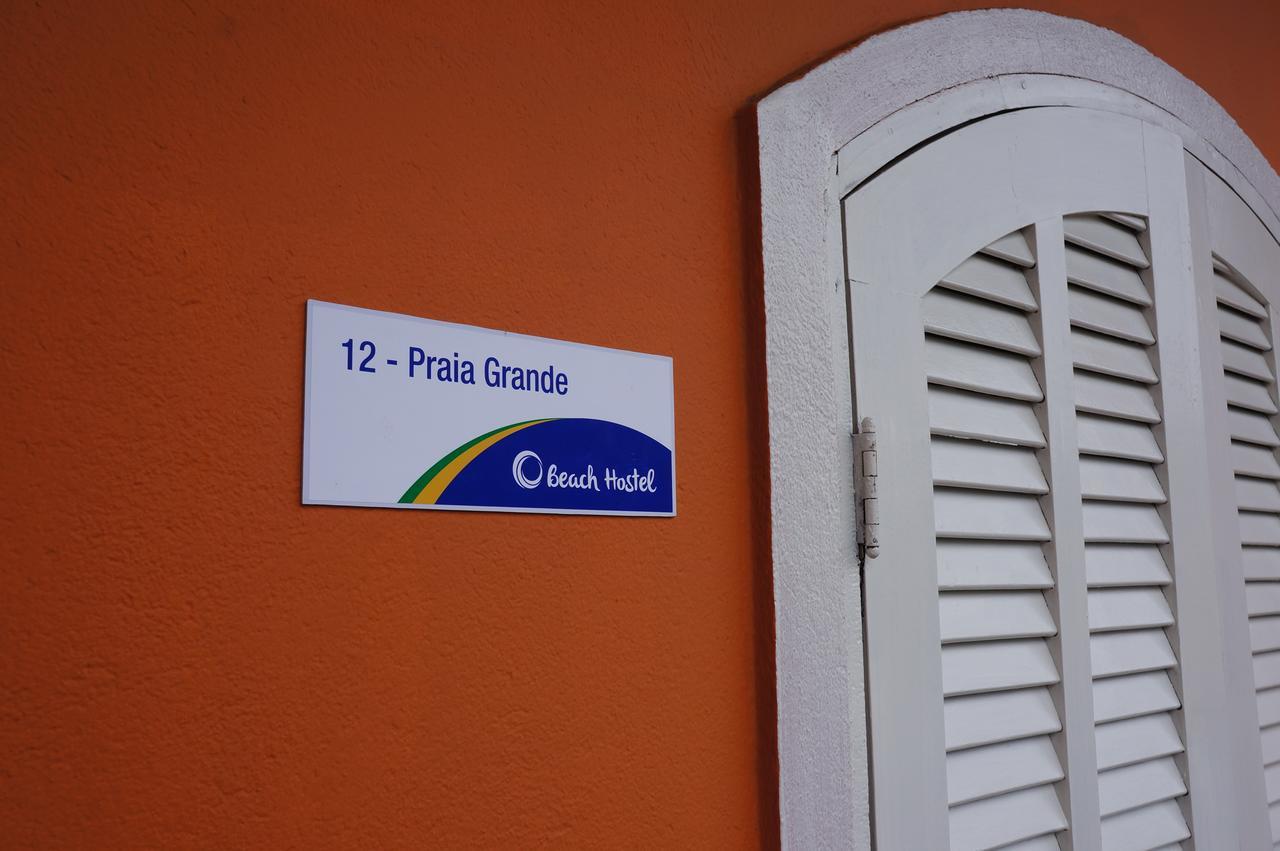 12 - Praia Grande
Beach Hostel